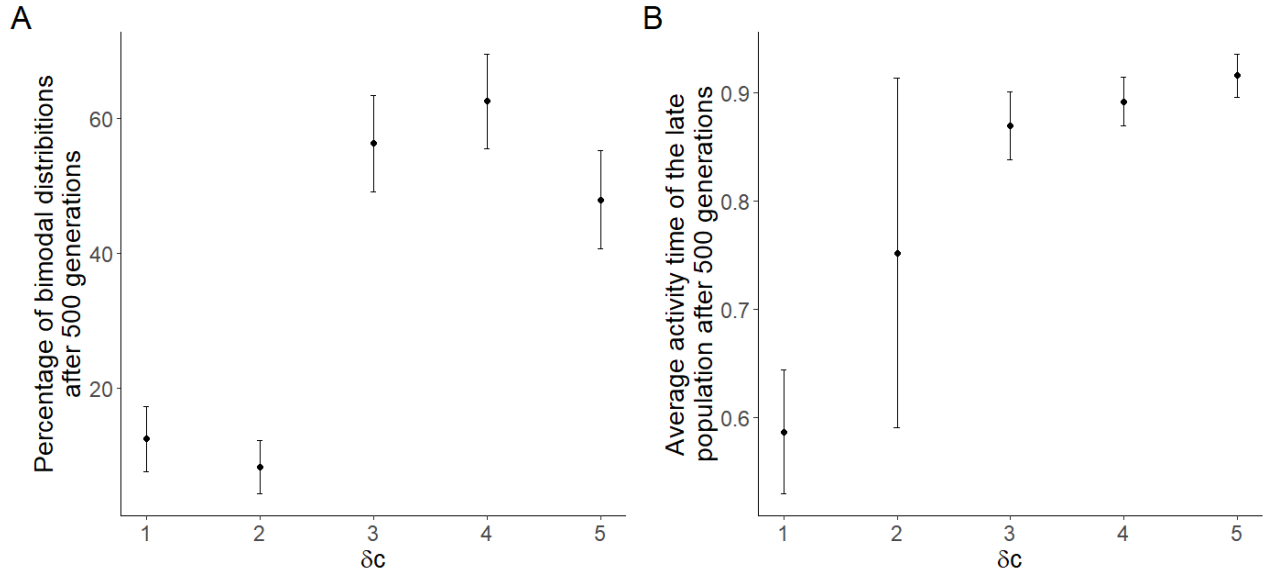 A
Percentage of bimodal distribitions
after 500 generations
60
40
20
1 2 3 4 5
δc
B
Average activity time of the late
population after 500 generations
0.9
0.8
0.7
0.6
1 2 3 4 5
δc